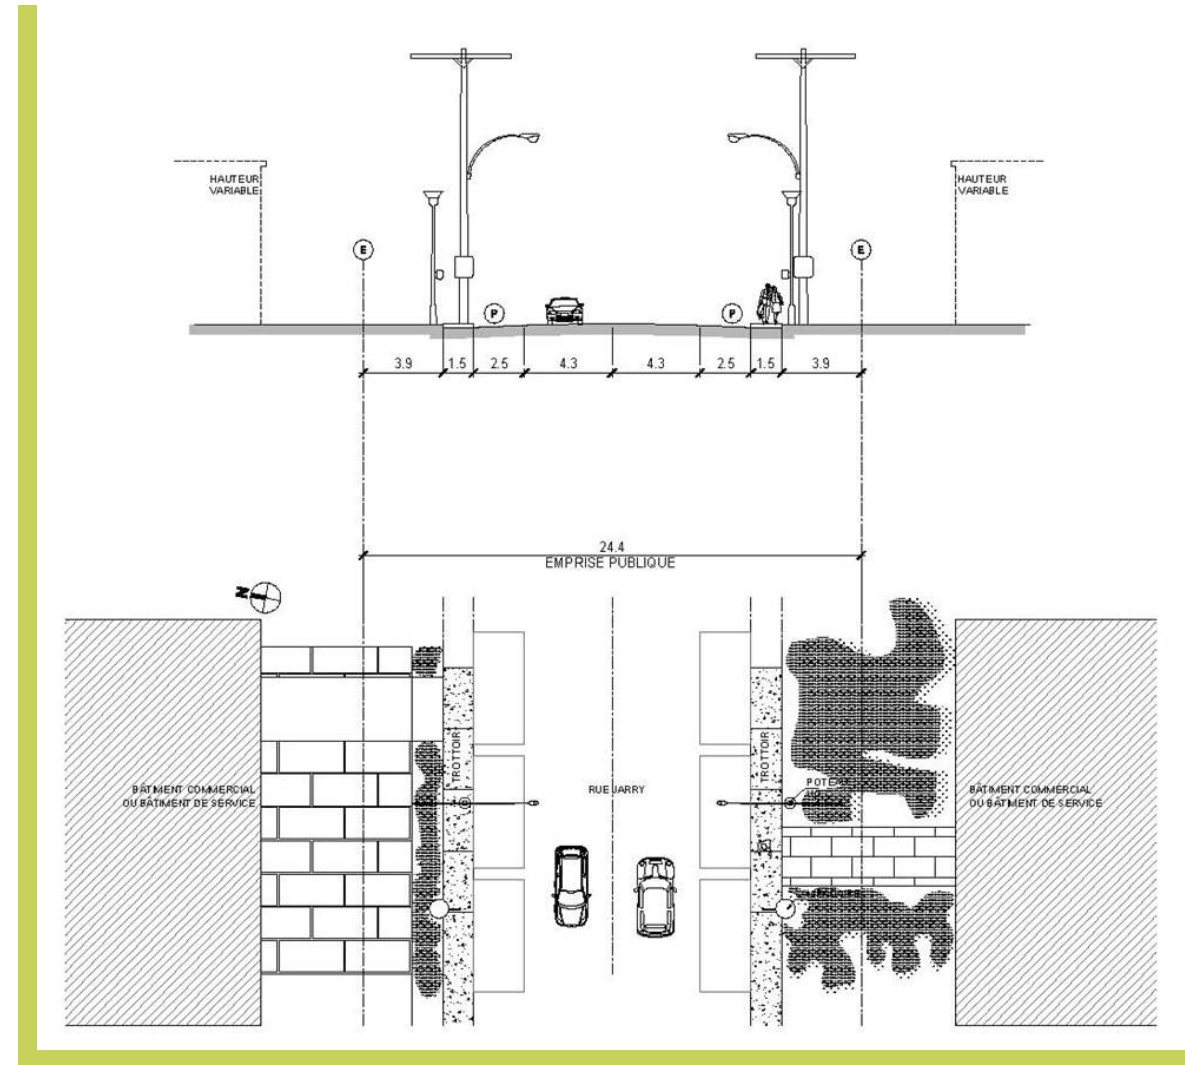 HAUTEUR
VARIABLE
HAUTEUR
VARIABLE
E
E
P
P
3.9 1.5 2.5 4.3 4.3 2.5 1.5 3.9
24.4
EMPRISE PUBLIQUE
N
TROTTOIR
TROTTOIR
BÂTIMENT COMMERCIAL
OU BÂTIMENT DE SERVICE
RUE JARRY
BÂTIMENT COMMERCIAL
OU BÂTIMENT DE SERVICE